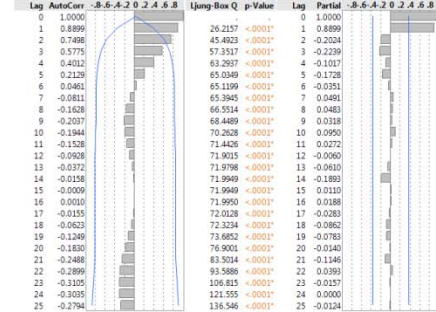 Lag AutoCorr -.8-.6-.4-.2 0 .2 .4 .6 .8 Ljung-Box Q p-Value Lag Partial -.8-.6-.4-.2 0 .2 .4 .6 .8
0 1.0000 . . 0 1.0000
1 0.8899 26.2157 <.0001* 1 0.8899
2 0.7498 45.4923 <.0001* 2 -0.2024
3 0.5775 57.3517 <.0001* 3 -0.2239
4 0.4012 63.2937 <.0001* 4 -0.1017
5 0.2129 65.0349 <.0001* 5 -0.1728
6 0.0461 65.1199 <.0001* 6 -0.0351
7 -0.0811 65.3945 <.0001* 7 0.0491
8 -0.1628 66.5514 <.0001* 8 0.0483
9 -0.2037 68.4489 <.0001* 9 0.0318
10 -0.1944 70.2628 <.0001* 10 0.0950
11 -0.1528 71.4426 <.0001* 11 0.0272
12 -0.0928 71.9015 <.0001* 12 -0.0060
13 -0.0372 71.9798 <.0001* 13 -0.0610
14 -0.0158 71.9949 <.0001* 14 -0.1893
15 -0.0009 71.9949 <.0001* 15 0.0110
16 0.0010 71.9950 <.0001* 16 0.0188
17 -0.0155 72.0128 <.0001* 17 -0.0283
18 -0.0623 72.3234 <.0001* 18 -0.0862
19 -0.1249 73.6852 <.0001* 19 -0.0783
20 -0.1830 76.9001 <.0001* 20 -0.0140
21 -0.2488 83.5014 <.0001* 21 -0.1146
22 -0.2899 93.5886 <.0001* 22 0.0393
23 -0.3105 106.815 <.0001* 23 -0.0157
24 -0.3035 121.555 <.0001* 24 0.0000
25 -0.2794 136.546 <.0001* 25 -0.0124